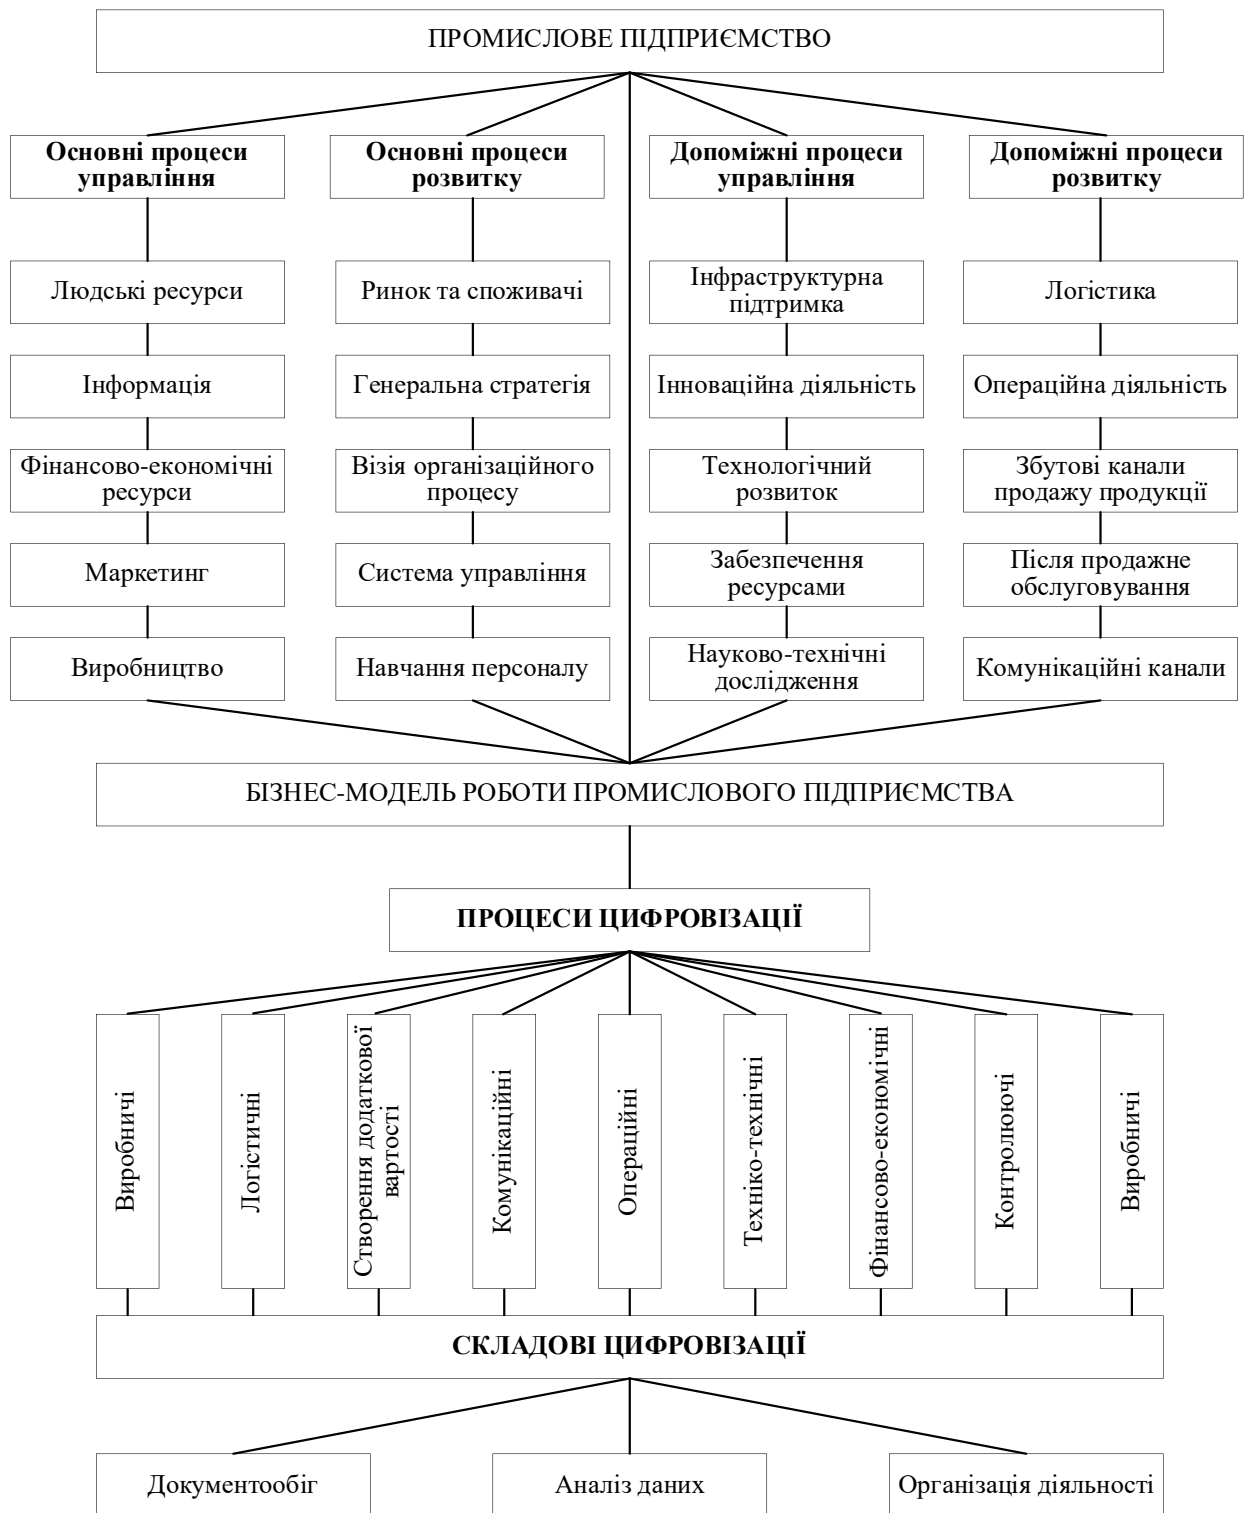 ПРОМИСЛОВЕ ПІДПРИЄМСТВО
Основні процеси
управління
Основні процеси
розвитку
Допоміжні процеси
управління
Допоміжні процеси
розвитку
Людські ресурси
Ринок та споживачі
Інфраструктурна
підтримка
Логістика
Інформація
Генеральна стратегія
Інноваційна діяльність
Операційна діяльність
Фінансово-економічні
ресурси
Візія організаційного
процесу
Технологічний
розвиток
Збутові канали
продажу продукції
Маркетинг
Система управління
Забезпечення
ресурсами
Після продажне
обслуговування
Виробництво
Навчання персоналу
Науково-технічні
дослідження
Комунікаційні канали
БІЗНЕС-МОДЕЛЬ РОБОТИ ПРОМИСЛОВОГО ПІДПРИЄМСТВА
ПРОЦЕСИ ЦИФРОВІЗАЦІЇ
Виробничі
Логістичні
Створення додаткової
вартості
Комунікаційні
Операційні
Техніко-технічні
Фінансово-економічні
Контролюючі
Виробничі
СКЛАДОВІ ЦИФРОВІЗАЦІЇ
Документообіг
Аналіз даних
Організація діяльності